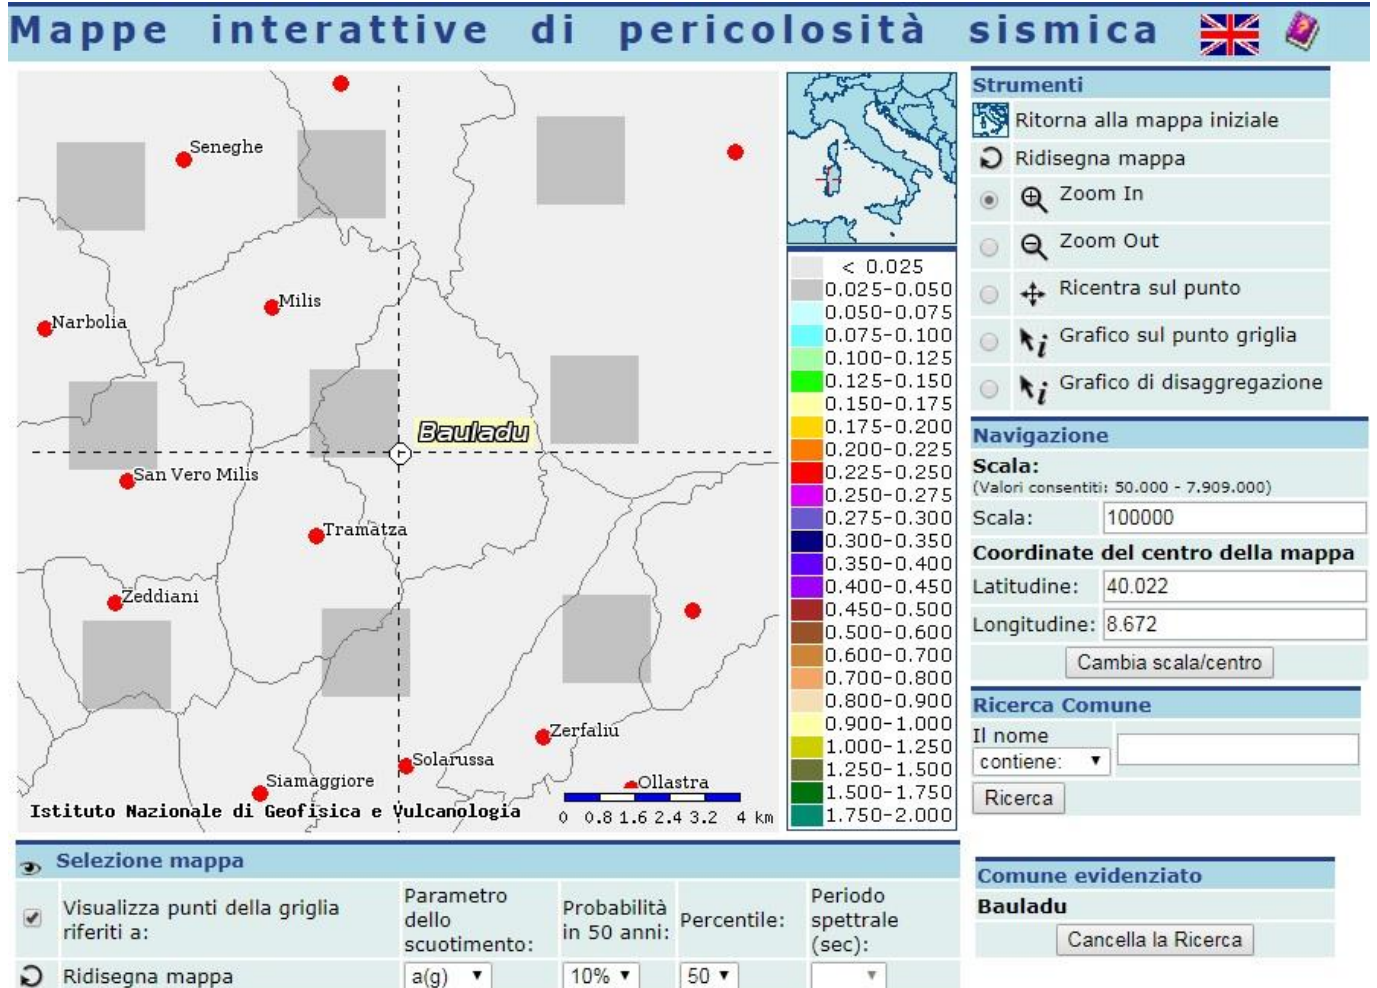 Mappe interattive di pericolosità sismica
Seneghe
Milis
Narbolia
Bauladu
San Vero Milis
Tramatza
Zeddiani
Zerfaliu
Solarussa
Siamaggiore
Ollastra
Istituto Nazionale di Geofisica e Vulcanologia
0 0.8 1.6 2.4 3.2 4 km
< 0.025
0.025-0.050
0.050-0.075
0.075-0.100
0.100-0.125
0.125-0.150
0.150-0.175
0.175-0.200
0.200-0.225
0.225-0.250
0.250-0.275
0.275-0.300
0.300-0.350
0.350-0.400
0.400-0.450
0.450-0.500
0.500-0.600
0.600-0.700
0.700-0.800
0.800-0.900
0.900-1.000
1.000-1.250
1.250-1.500
1.500-1.750
1.750-2.000
Strumenti
Ritorna alla mappa iniziale
Ridisegna mappa
Zoom In
Zoom Out
Ricentra sul punto
Grafico sul punto griglia
Grafico di disaggregazione
Navigazione
Scala:
(Valori consentiti: 50.000 - 7.909.000)
Scala: 100000
Coordinate del centro della mappa
Latitudine: 40.022
Longitudine: 8.672
Cambia scala/centro
Ricerca Comune
Il nome
contiene:
Ricerca
Selezione mappa
Visualizza punti della griglia
riferiti a:
Parametro
dello
scuotimento:
Probabilità
in 50 anni:
Percentile:
Periodo
spettrale
(sec):
Ridisegna mappa
a(g)
10%
50
Comune evidenziato
Bauladu
Cancella la Ricerca